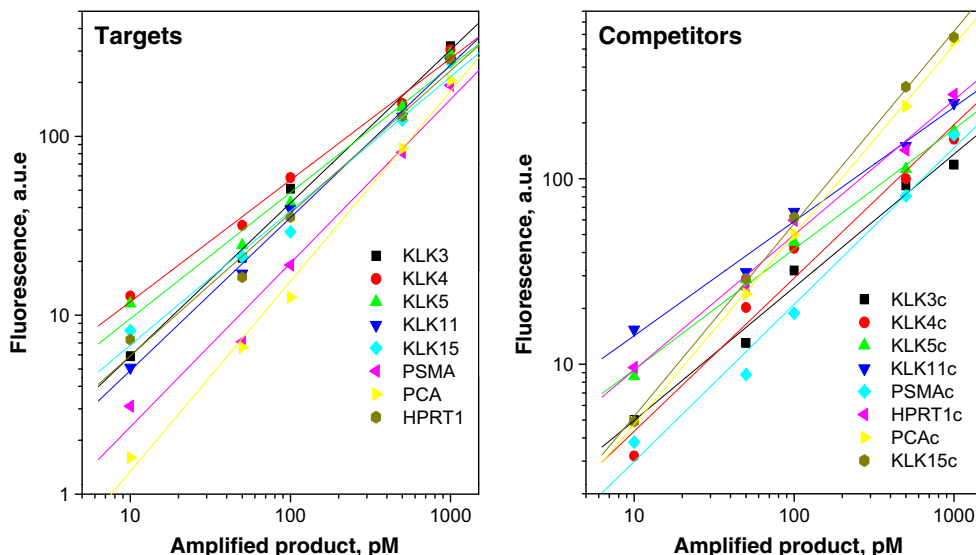 Targets
Fluorescence, a.u.e
100
10
1
KLK3
KLK4
KLK5
KLK11
KLK15
PSMA
PCA
HPRT1
10
100
1000
Amplified product, pM
Competitors
Fluorescence, a.u.e
100
10
KLK3c
KLK4c
KLK5c
KLK11c
PSMAc
HPRT1c
PCAc
KLK15c
10
100
1000
Amplified product, pM